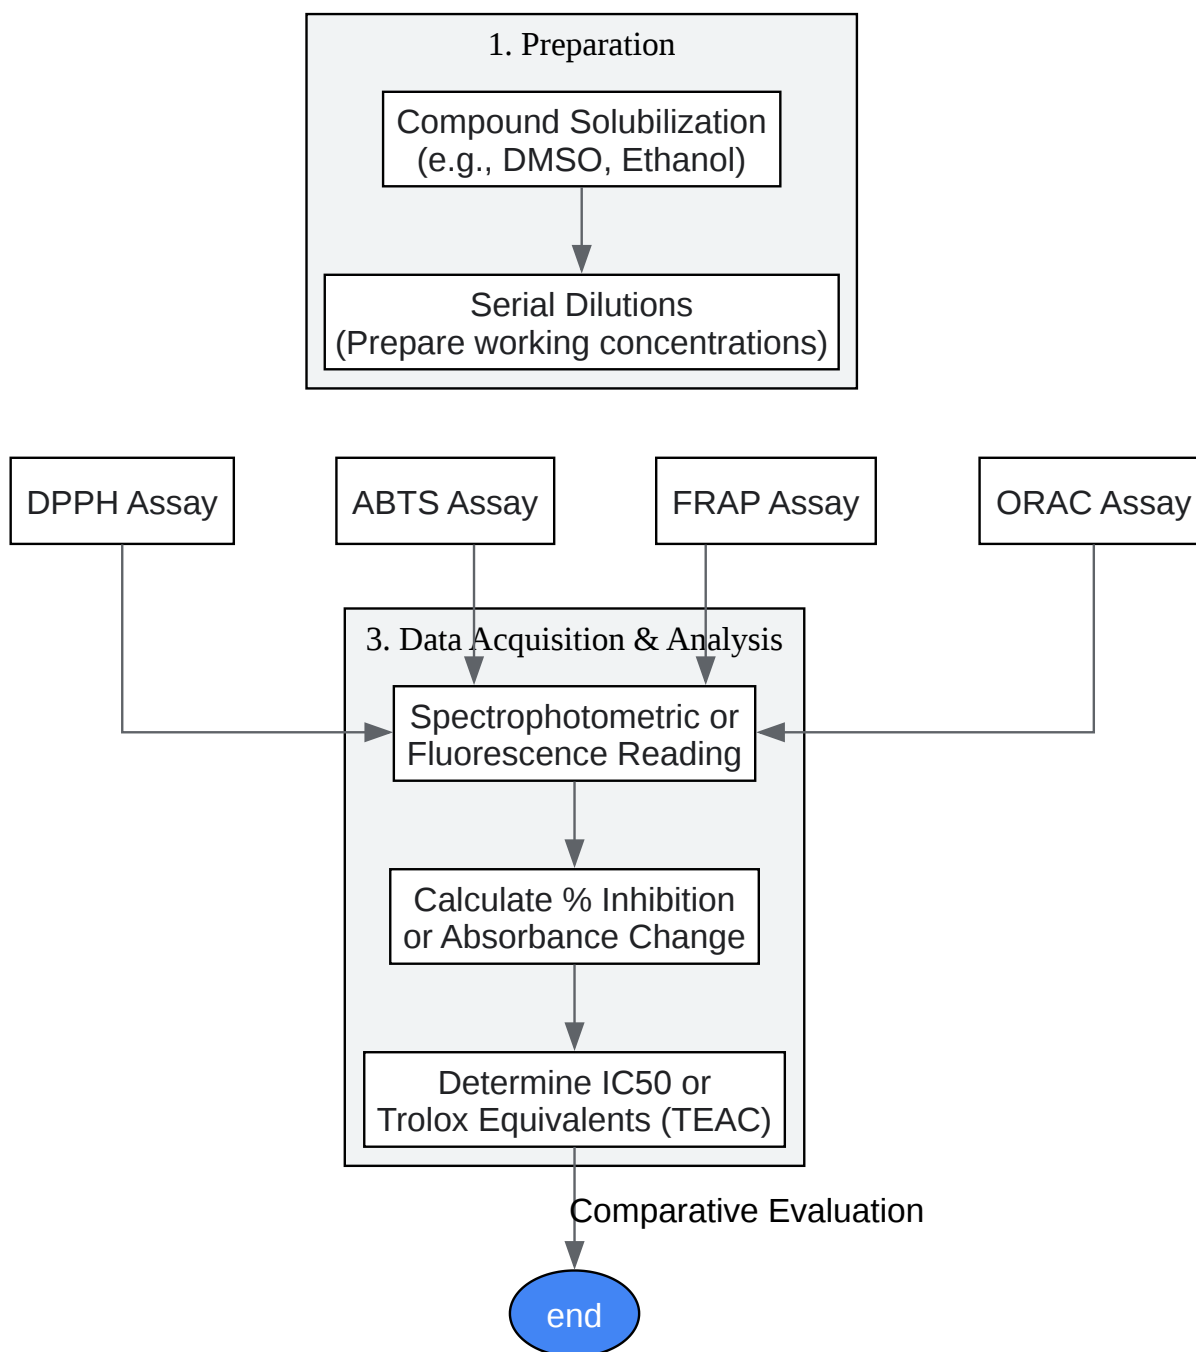 1. Preparation
Compound Solubilization
(e.g., DMSO, Ethanol)
Serial Dilutions
(Prepare working concentrations)
DPPH Assay
ABTS Assay
FRAP Assay
ORAC Assay
3. Data Acquisition & Analysis
Spectrophotometric or
Fluorescence Reading
Calculate % Inhibition
or Absorbance Change
Determine IC50 or
Trolox Equivalents (TEAC)
Comparative Evaluation
end